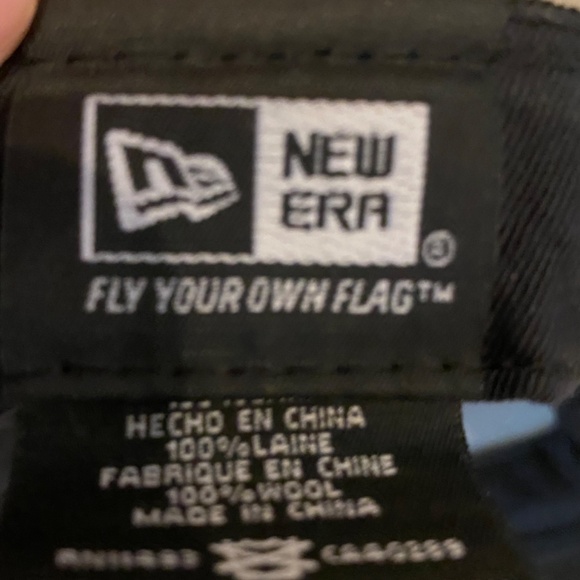 NEW
ERA
®
FLY YOUR OWN FLAG™
HECHO EN CHINA
100% LAINE
FABRIQUE EN CHINE
100% WOOL
MADE IN CHINA